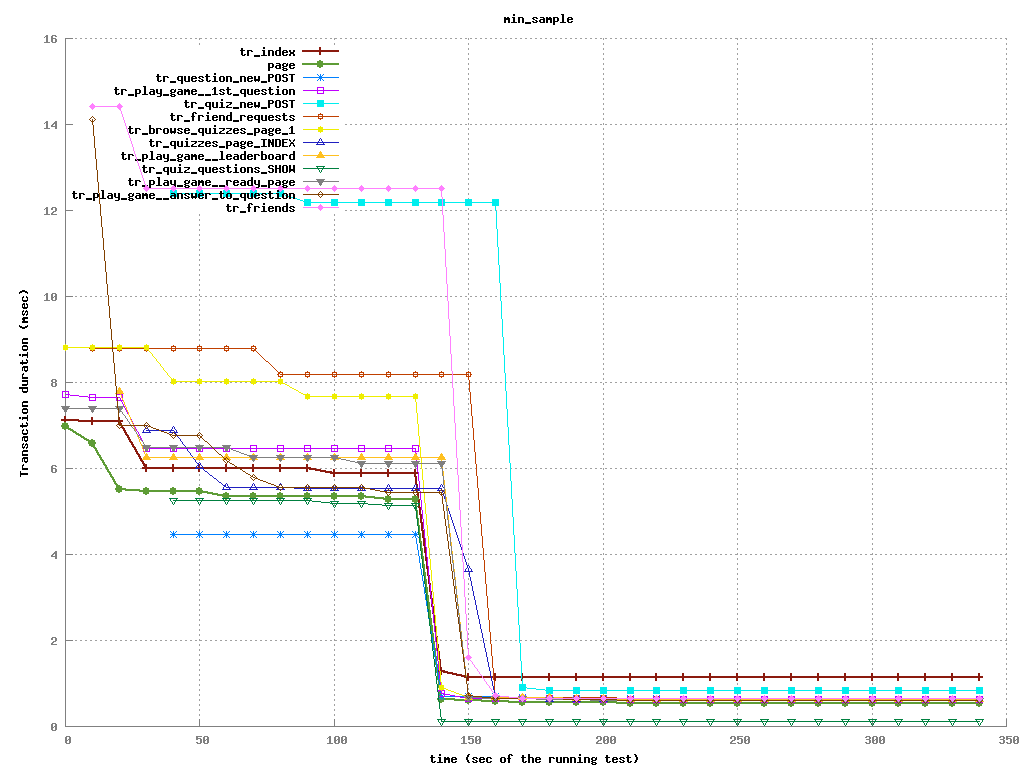 min_sample
16
14
12
10
8
6
4
2
0
Transaction duration (msec)
tr_index
page
tr_question_new_POST
tr_play_game__1st_question
tr_quiz_new_POST
tr_friend_requests
tr_browse_quizzes_page_1
tr_quizzes_page_INDEX
tr_play_game__leaderboard
tr_quiz_questions_SHOW
tr_play_game__ready_page
tr_play_game__answer_to_question
tr_friends
0 50 100 150 200 250 300 350
time (sec of the running test)